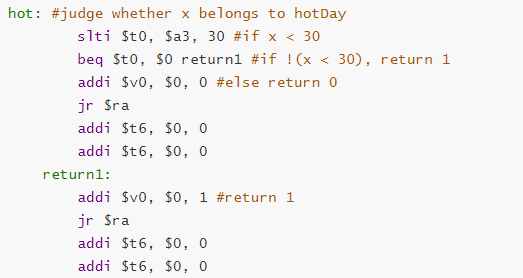 hot: #judge whether x belongs to hotDay
slti $t0, $a3, 30 #if x < 30
beq $t0, $0 return1 #if !(x < 30), return 1
addi $v0, $0, 0 #else return 0
jr $ra
addi $t6, $0, 0
addi $t6, $0, 0
return1:
addi $v0, $0, 1 #return 1
jr $ra
addi $t6, $0, 0
addi $t6, $0, 0